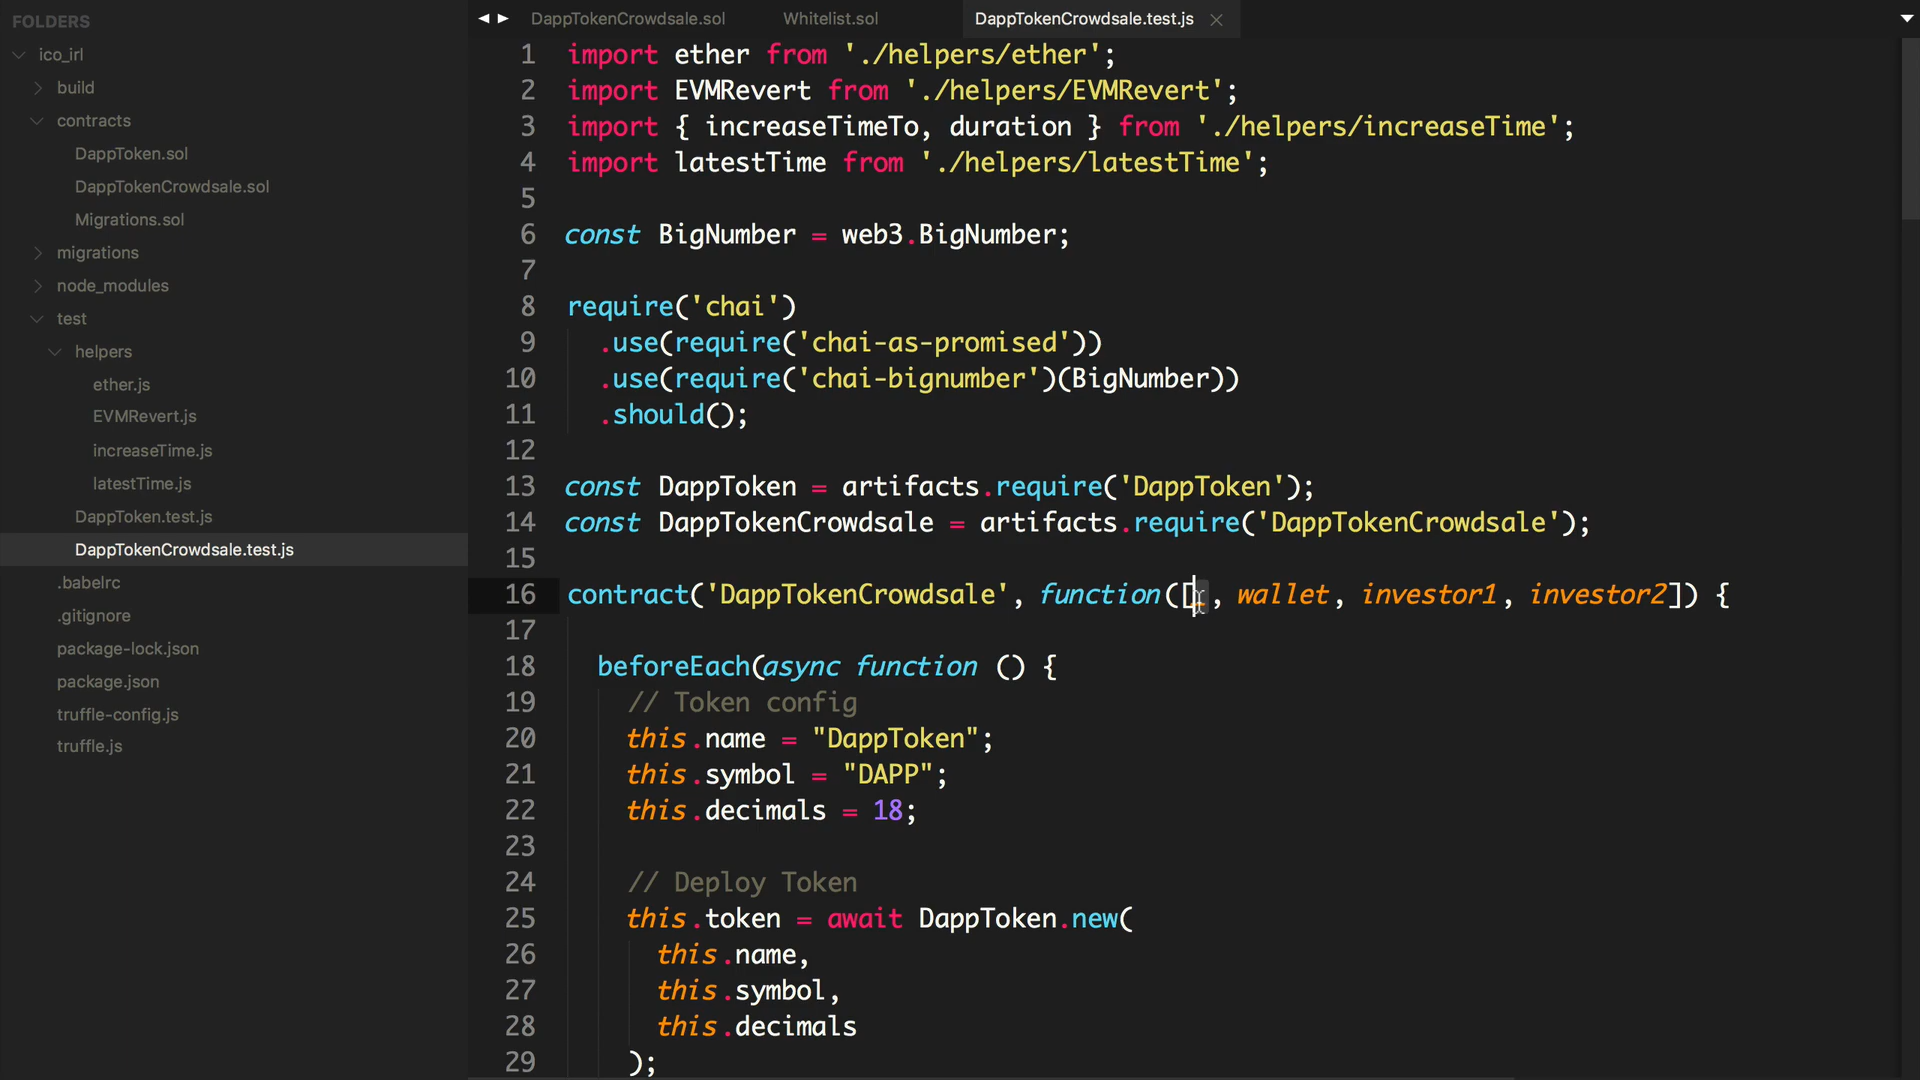 FOLDERS
ico_irl
build
contracts
DappToken.sol
DappTokenCrowdsale.sol
Migrations.sol
migrations
node_modules
test
helpers
ether.js
EVMRevert.js
increaseTime.js
latestTime.js
DappToken.test.js
DappTokenCrowdsale.test.js
.babelrc
.gitignore
package-lock.json
package.json
truffle-config.js
truffle.js
DappTokenCrowdsale.sol Whitelist.sol DappTokenCrowdsale.test.js
1 import ether from './helpers/ether';
2 import EVMRevert from './helpers/EVMRevert';
3 import { increaseTimeTo, duration } from './helpers/increaseTime';
4 import latestTime from './helpers/latestTime';
5
6 const BigNumber = web3.BigNumber;
7
8 require('chai')
9 .use(require('chai-as-promised'))
10 .use(require('chai-bignumber')(BigNumber))
11 .should();
12
13 const DappToken = artifacts.require('DappToken');
14 const DappTokenCrowdsale = artifacts.require('DappTokenCrowdsale');
15
16 contract('DappTokenCrowdsale', function([_, wallet, investor1, investor2]) {
17
18 beforeEach(async function () {
19 // Token config
20 this.name = "DappToken";
21 this.symbol = "DAPP";
22 this.decimals = 18;
23
24 // Deploy Token
25 this.token = await DappToken.new(
26 this.name,
27 this.symbol,
28 this.decimals
29 );